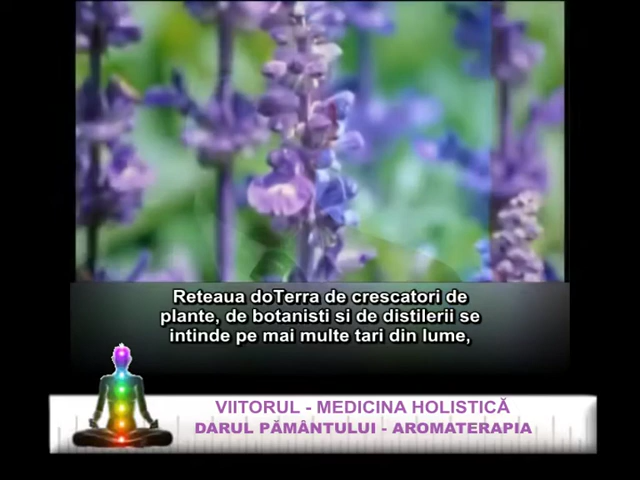 Reteaua doTerra de crescatori de
plante, de botanisti si de distilerii se
intinde pe mai multe tari din lume,
VIITORUL - MEDICINA HOLISTICĂ
DARUL PĂMÂNTULUI - AROMATERAPIA